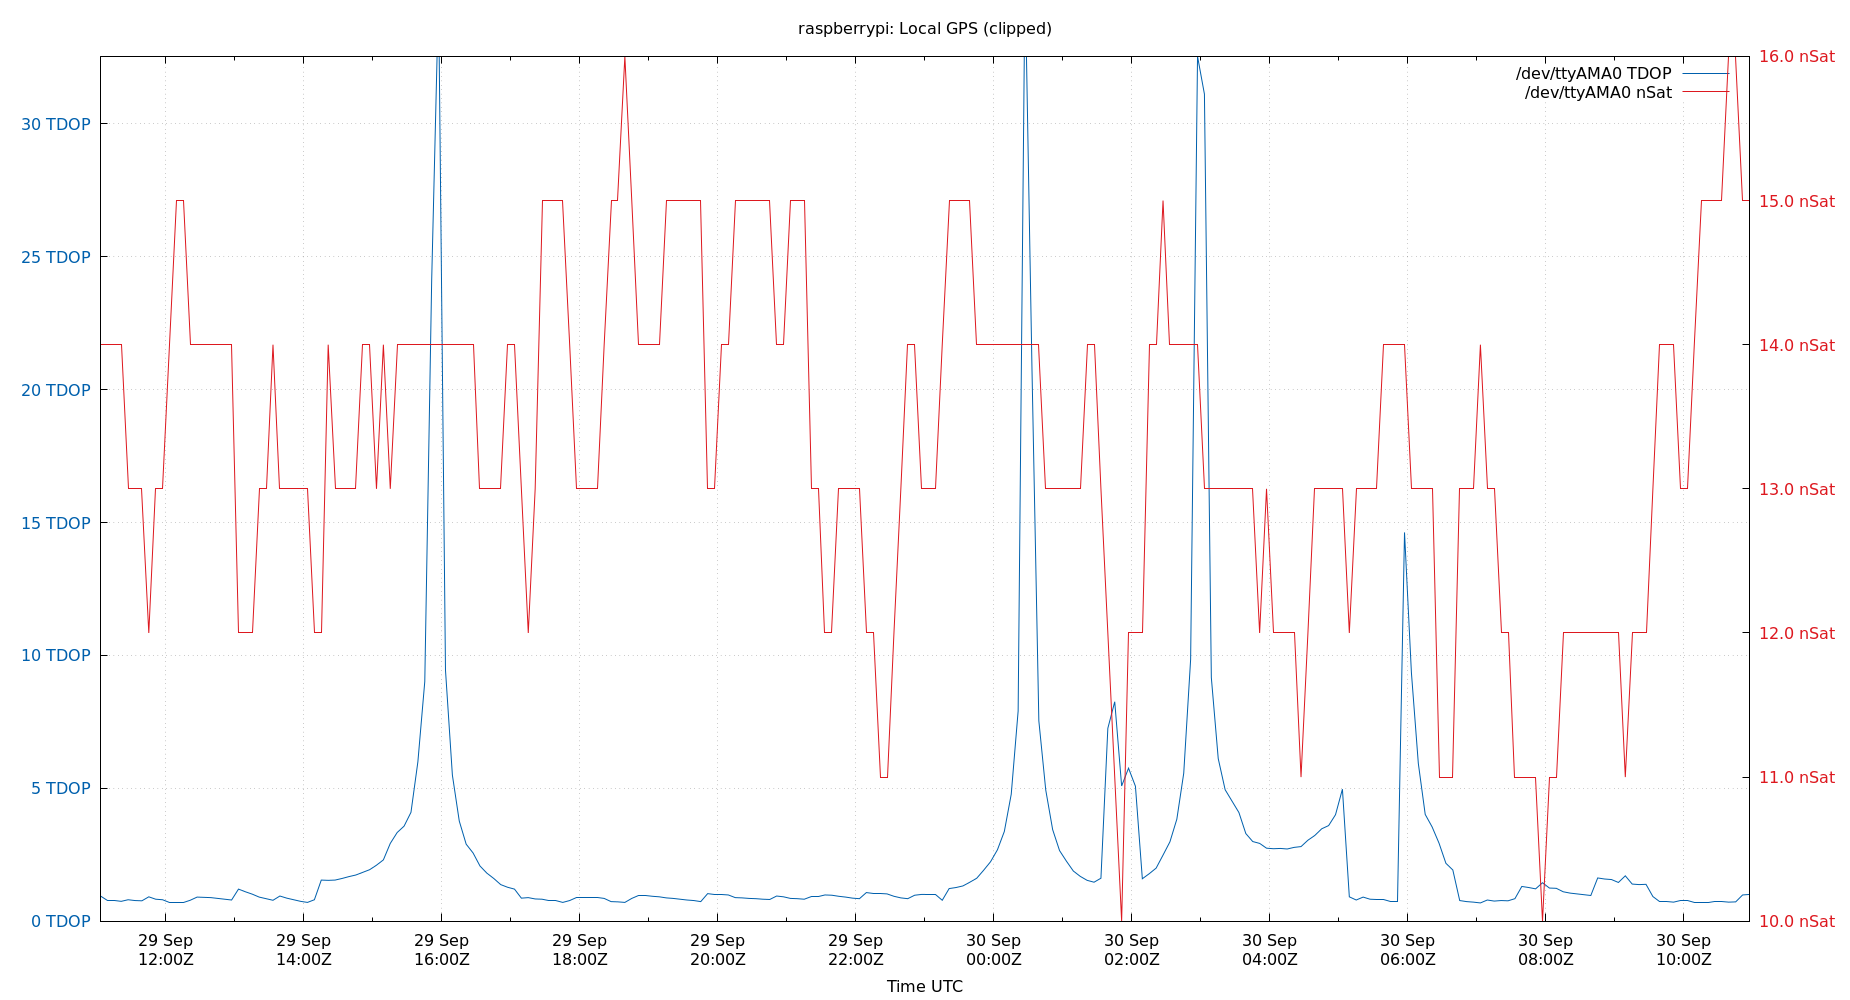 raspberrypi: Local GPS (clipped)
/dev/ttyAMA0 TDOP
/dev/ttyAMA0 nSat
30 TDOP
25 TDOP
20 TDOP
15 TDOP
10 TDOP
5 TDOP
0 TDOP
16.0 nSat
15.0 nSat
14.0 nSat
13.0 nSat
12.0 nSat
11.0 nSat
10.0 nSat
29 Sep
12:00Z
29 Sep
14:00Z
29 Sep
16:00Z
29 Sep
18:00Z
29 Sep
20:00Z
29 Sep
22:00Z
30 Sep
00:00Z
30 Sep
02:00Z
30 Sep
04:00Z
30 Sep
06:00Z
30 Sep
08:00Z
30 Sep
10:00Z
Time UTC